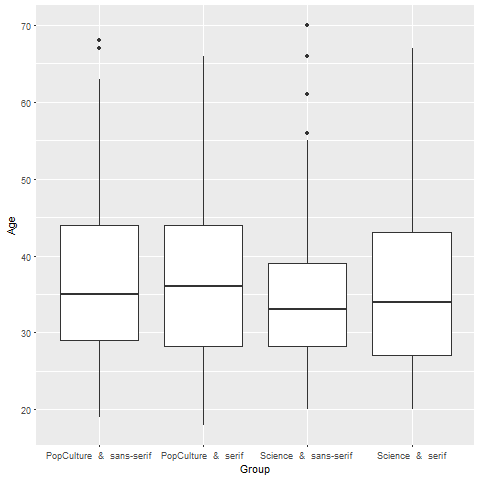 70
60
50
40
30
20
Age
PopCulture & sans-serif PopCulture & serif Science & sans-serif Science & serif
Group